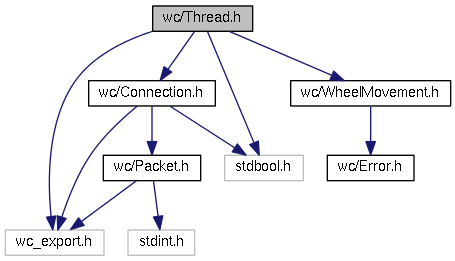 wc/Thread.h
wc/Connection.h
wc/WheelMovement.h
wc/Packet.h
stdbool.h
wc/Error.h
wc_export.h
stdint.h